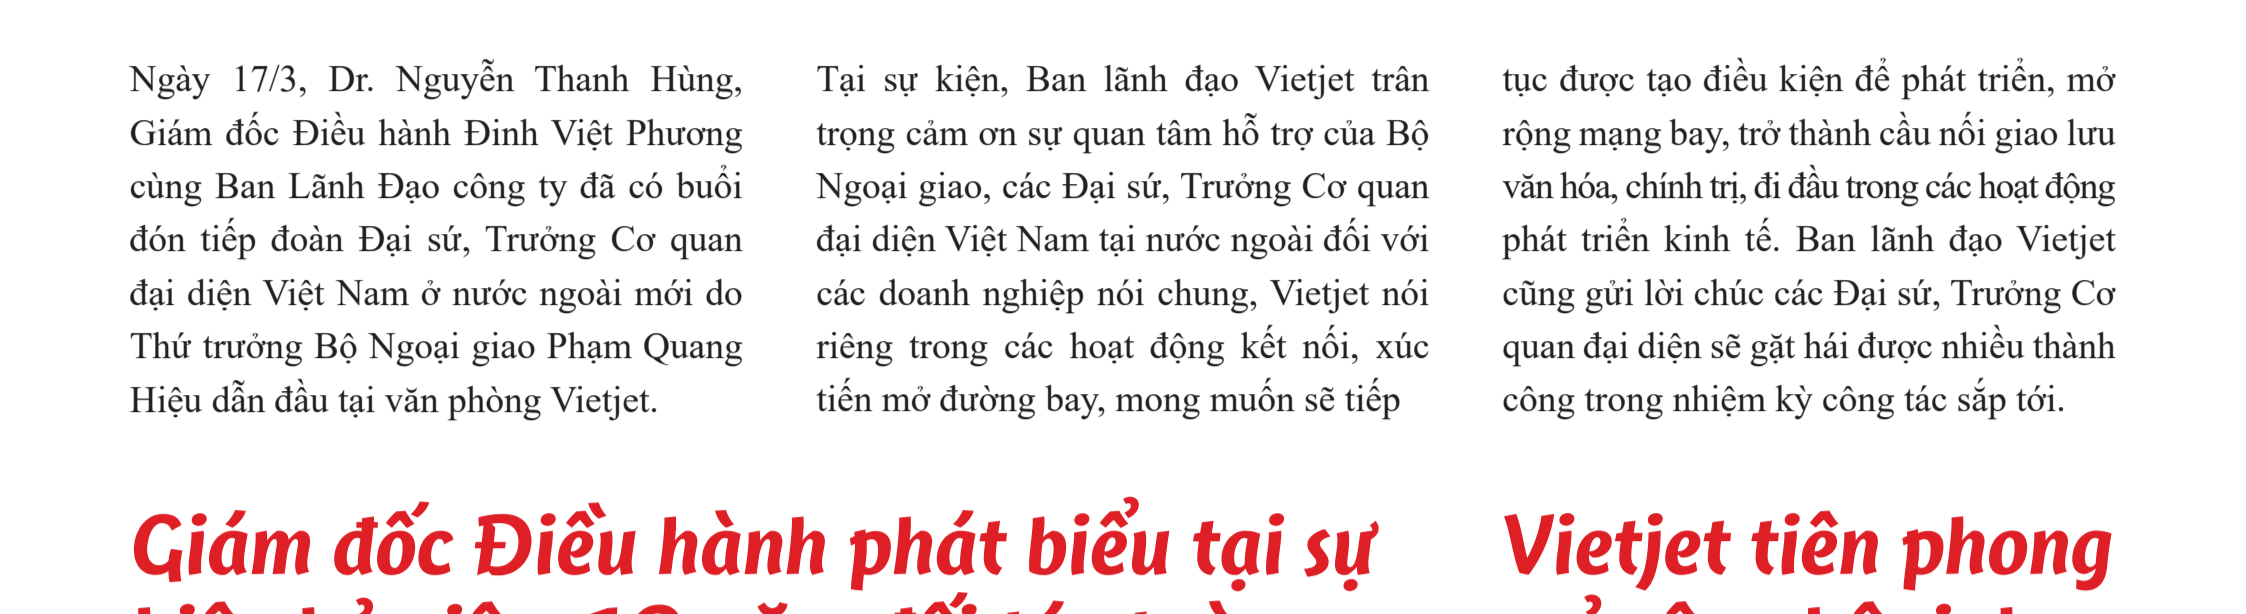 Ngày 17/3, Dr. Nguyễn Thanh Hùng,
Giám đốc Điều hành Đinh Việt Phương
cùng Ban Lãnh Đạo công ty đã có buổi
đón tiếp đoàn Đại sứ, Trưởng Cơ quan
đại diện Việt Nam ở nước ngoài mới do
Thứ trưởng Bộ Ngoại giao Phạm Quang
Hiệu dẫn đầu tại văn phòng Vietjet.
Tại sự kiện, Ban lãnh đạo Vietjet trân
trọng cảm ơn sự quan tâm hỗ trợ của Bộ
Ngoại giao, các Đại sứ, Trưởng Cơ quan
đại diện Việt Nam tại nước ngoài đối với
các doanh nghiệp nói chung, Vietjet nói
riêng trong các hoạt động kết nối, xúc
tiến mở đường bay, mong muốn sẽ tiếp
tục được tạo điều kiện để phát triển, mở
rộng mạng bay, trở thành cầu nối giao lưu
văn hóa, chính trị, đi đầu trong các hoạt động
phát triển kinh tế. Ban lãnh đạo Vietjet
cũng gửi lời chúc các Đại sứ, Trưởng Cơ
quan đại diện sẽ gặt hái được nhiều thành
công trong nhiệm kỳ công tác sắp tới.
Giám đốc Điều hành phát biểu tại sự
Vietjet tiên phong